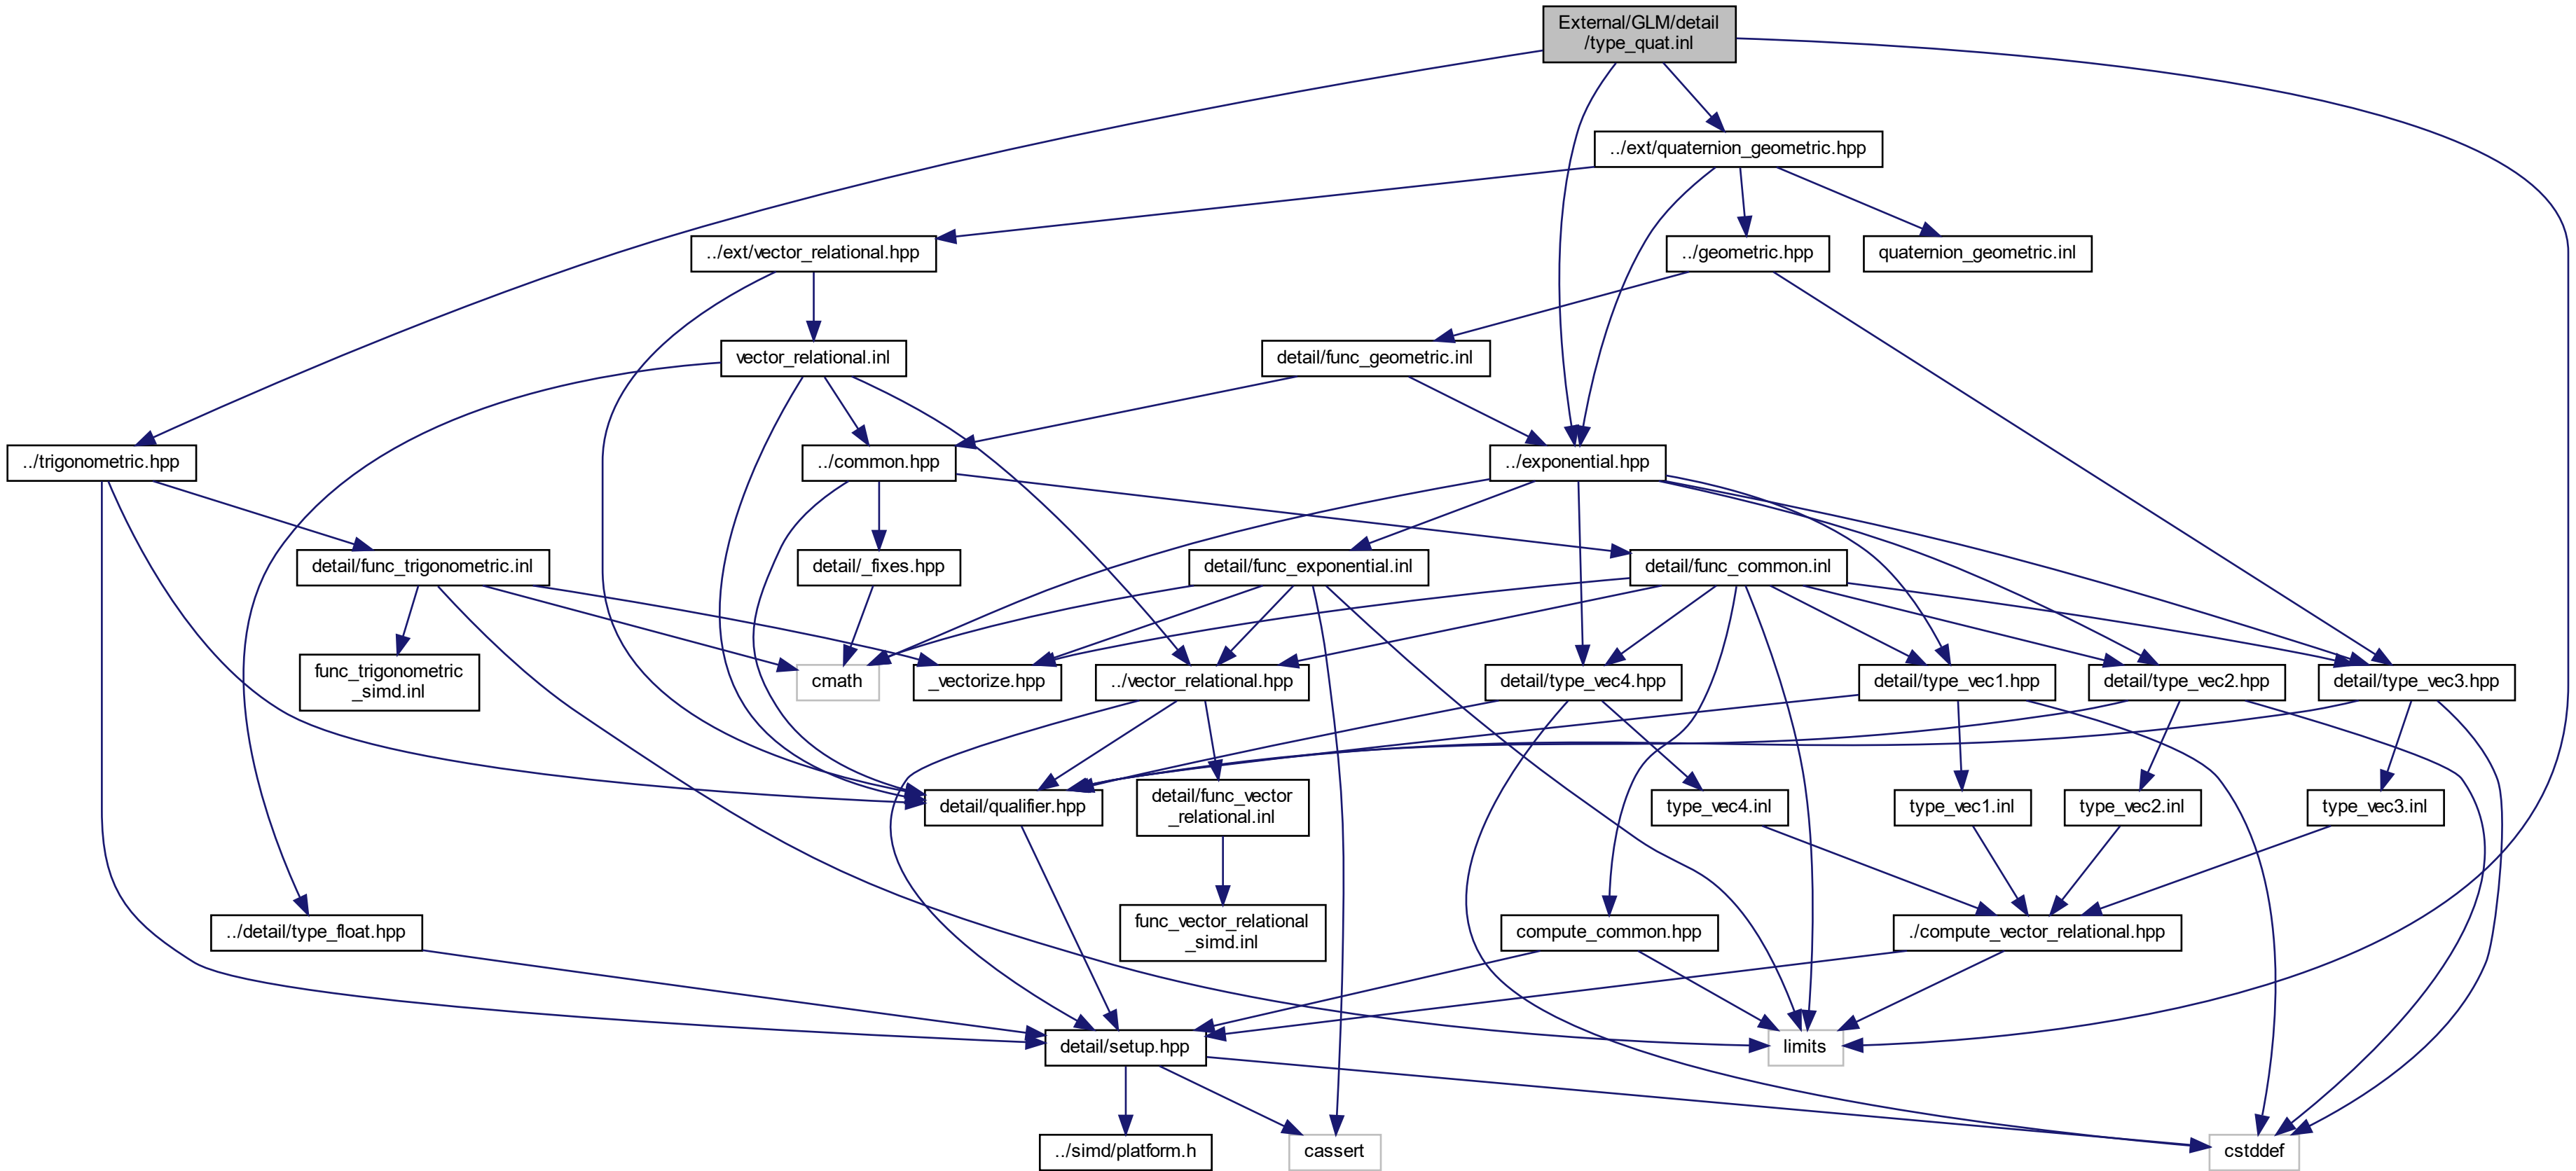 External/GLM/detail
/type_quat.inl
../ext/quaternion_geometric.hpp
../ext/vector_relational.hpp
../geometric.hpp
quaternion_geometric.inl
vector_relational.inl
detail/func_geometric.inl
../trigonometric.hpp
../common.hpp
../exponential.hpp
detail/func_trigonometric.inl
detail/_fixes.hpp
detail/func_exponential.inl
detail/func_common.inl
func_trigonometric
_simd.inl
cmath
_vectorize.hpp
../vector_relational.hpp
detail/type_vec4.hpp
detail/type_vec1.hpp
detail/type_vec2.hpp
detail/type_vec3.hpp
detail/qualifier.hpp
detail/func_vector
_relational.inl
type_vec4.inl
type_vec1.inl
type_vec2.inl
type_vec3.inl
../detail/type_float.hpp
func_vector_relational
_simd.inl
compute_common.hpp
./compute_vector_relational.hpp
detail/setup.hpp
limits
../simd/platform.h
cassert
cstddef